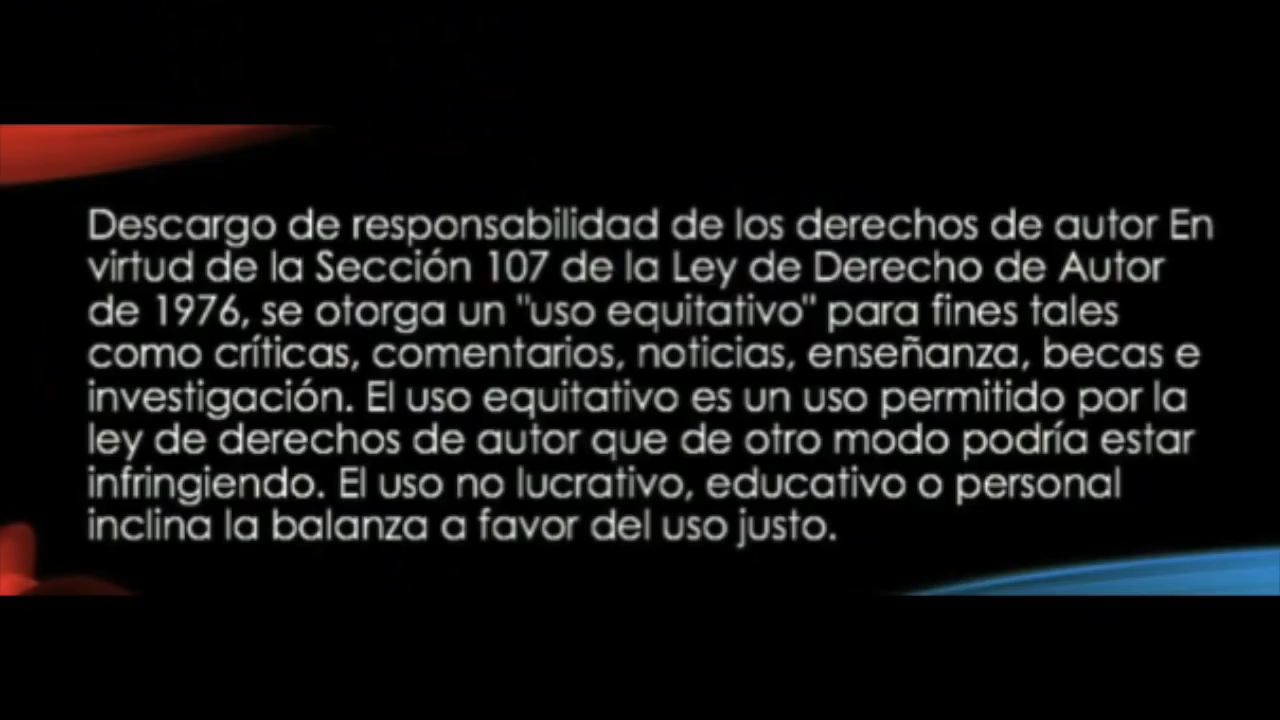 Descargo de responsabilidad de los derechos de autor En
virtud de la Sección 107 de la Ley de Derecho de Autor
de 1976, se otorga un "uso equitativo" para fines tales
como críticas, comentarios, noticias, enseñanza, becas e
investigación. El uso equitativo es un uso permitido por la
ley de derechos de autor que de otro modo podría estar
infringiendo. El uso no lucrativo, educativo o personal
inclina la balanza a favor del uso justo.